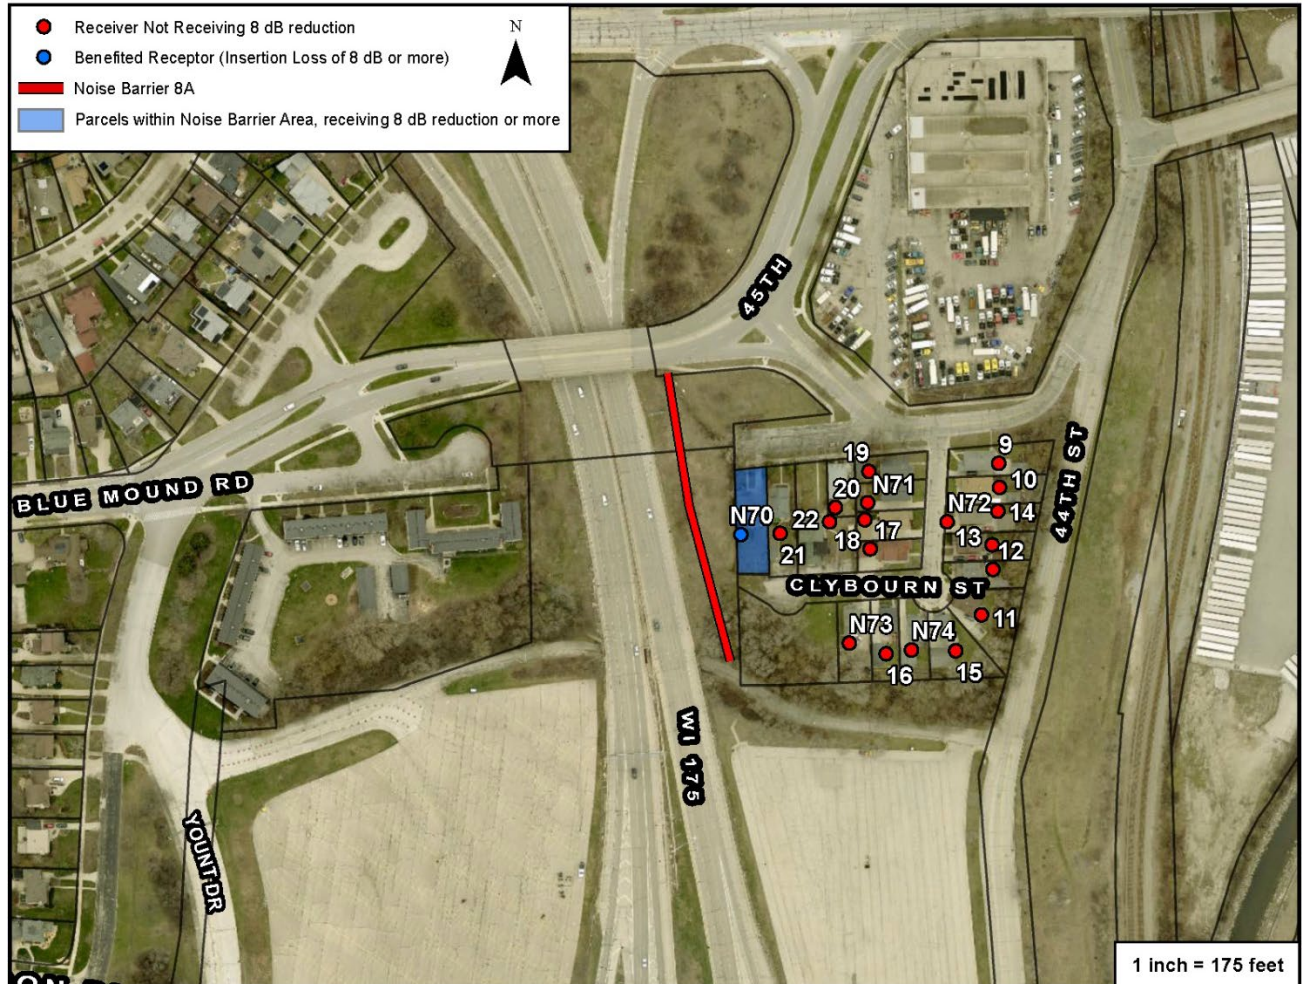 Receiver Not Receiving 8 dB reduction
N
Benefited Receptor (Insertion Loss of 8 dB or more)
Noise Barrier 8A
Parcels within Noise Barrier Area, receiving 8 dB reduction or more
45TH
BLUE MOUND RD
44TH ST
19
9
10
20
N71
N72
14
N70
22
17
18
13
12
21
CLYBOURN ST
11
N73
N74
16
15
WI 175
YOUNT DR
1 inch = 175 feet